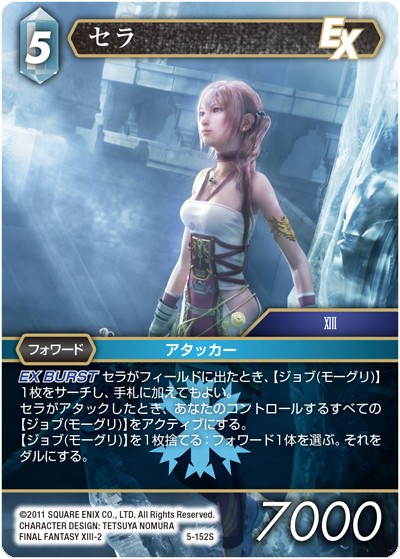 5
セラ
EX
XIII
フォワード
アタッカー
EX BURST セラがフィールドに出たとき、【ジョブ(モーグリ)】
1枚をサーチし、手札に加えてもよい。
セラがアタックしたとき、あなたのコントロールするすべての
【ジョブ(モーグリ)】をアクティブにする。
【ジョブ(モーグリ)】を1枚捨てる：フォワード1体を選ぶ。それを
ダルにする。
©2011 SQUARE ENIX CO., LTD. All Rights Reserved.
CHARACTER DESIGN: TETSUYA NOMURA
FINAL FANTASY XIII-2
5-152S
7000